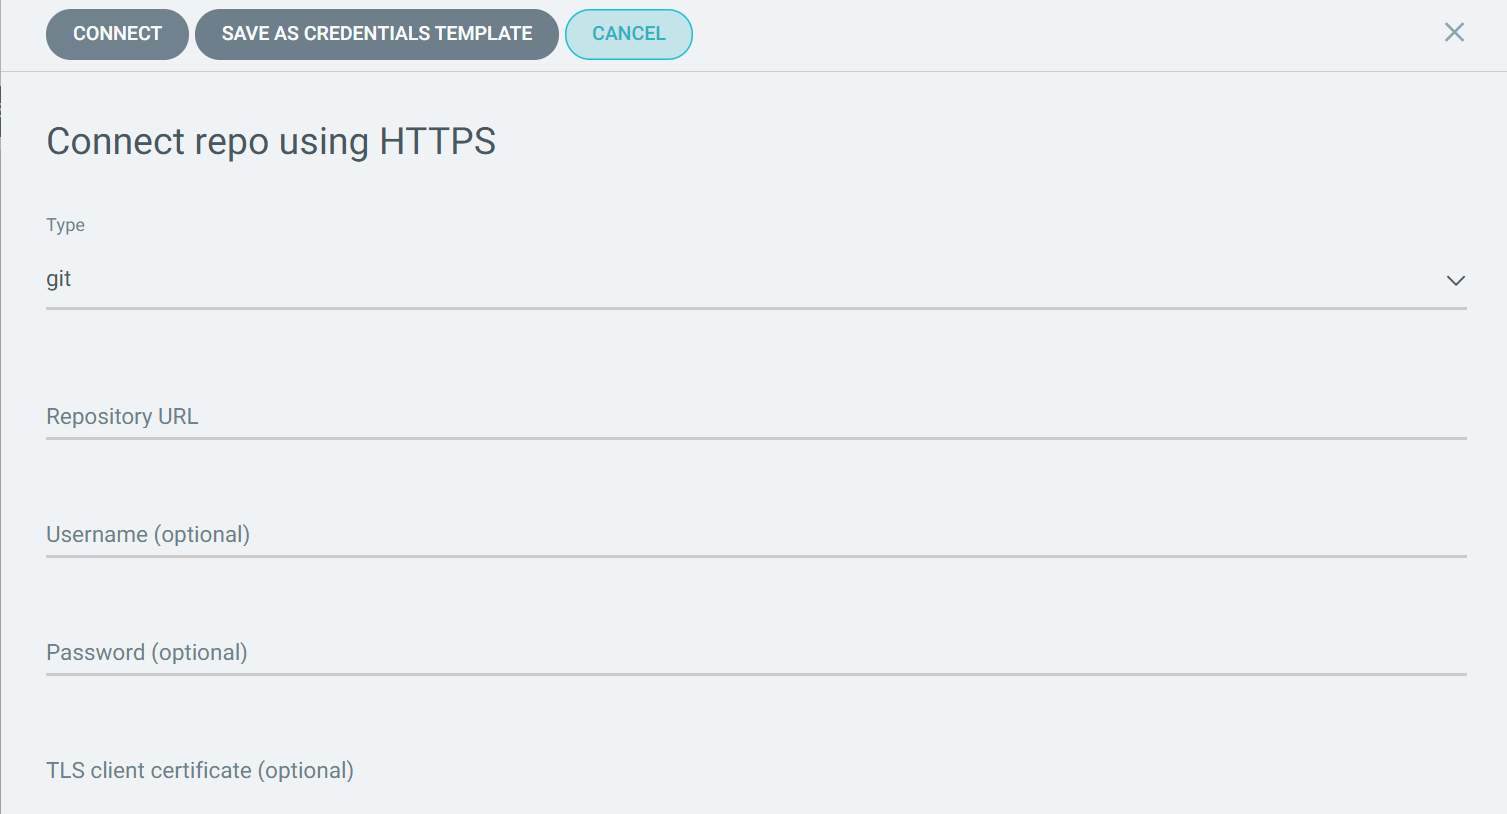 CONNECT
SAVE AS CREDENTIALS TEMPLATE
CANCEL
Connect repo using HTTPS
Type
git
Repository URL
Username (optional)
Password (optional)
TLS client certificate (optional)